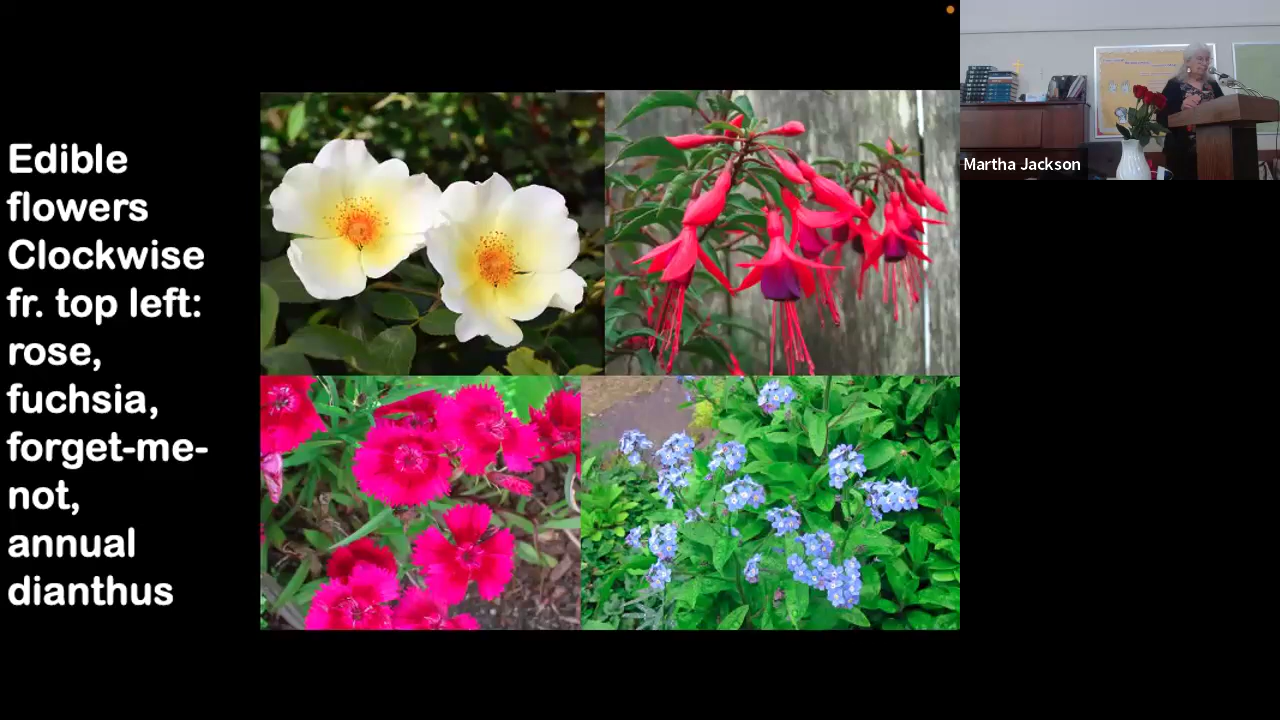 Edible
flowers
Clockwise
fr. top left:
rose,
fuchsia,
forget-me-
not,
annual
dianthus
Martha Jackson